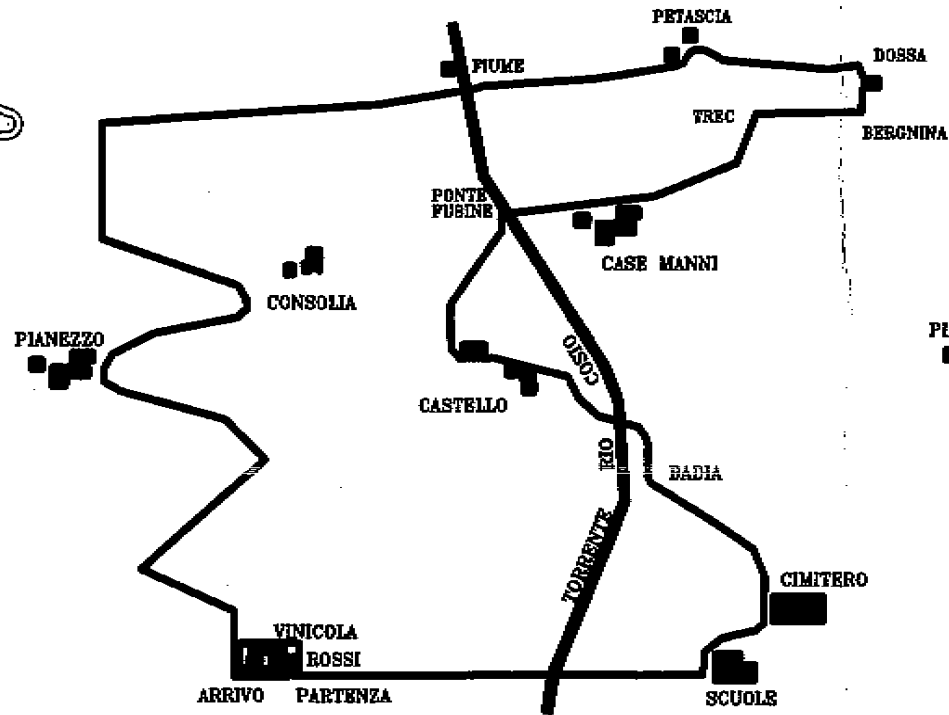 PETASCIA
FIUME
DOSSA
TREC
BERGNINA
PONTE
FUSINE
CASE MANNI
CONSOLIA
PIANEZZO
COSIO
CASTELLO
RIO
BADIA
TORRENTE
CIMITERO
VINICOLA
ROSSI
ARRIVO PARTENZA
SCUOLE